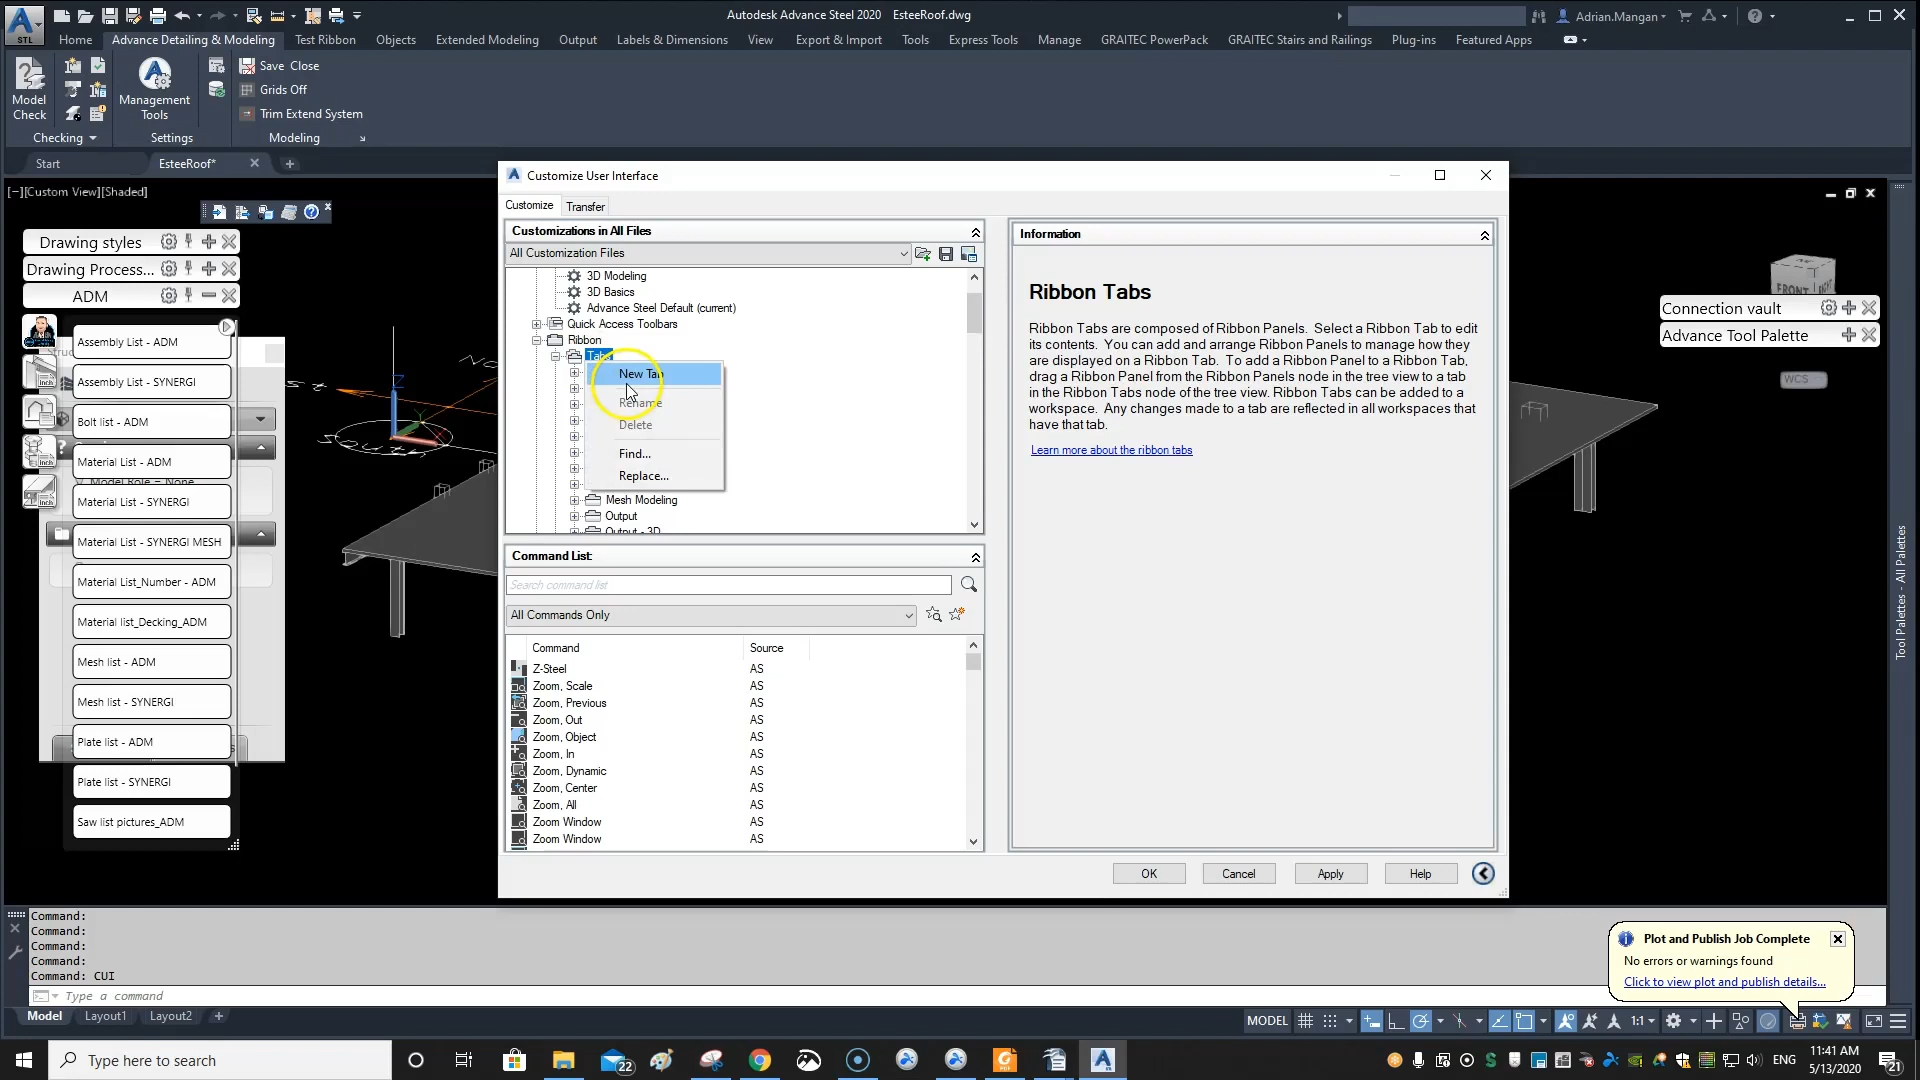 Autodesk Advance Steel 2020 EsteeRoof.dwg
Adrian.Mangan
STL
Home Advance Detailing & Modeling Test Ribbon Objects Extended Modeling Output Labels & Dimensions View Export & Import Tools Express Tools Manage GRAITEC PowerPack GRAITEC Stairs and Railings Plug-ins Featured Apps
Model Check
Management Tools
Save Close
Grids Off
Trim Extend System
Checking Settings Modeling
Start EsteeRoof*
[−][Custom View][Shaded]
Drawing styles
Drawing Process...
ADM
Assembly List - ADM
Assembly List - SYNERGI
Bolt list - ADM
Material List - ADM
Material List - SYNERGI
Material List - SYNERGI MESH
Material List_Number - ADM
Material list_Decking_ADM
Mesh list - ADM
Mesh list - SYNERGI
Plate list - ADM
Plate list - SYNERGI
Saw list pictures_ADM
inch
inch
inch
Z
Customize User Interface
Customize Transfer
Customizations in All Files
All Customization Files
3D Modeling
3D Basics
Advance Steel Default (current)
Quick Access Toolbars
Ribbon
New Tab
Rename
Delete
Find...
Replace...
Mesh Modeling
Output
Output - 3D
Command List:
Search command list
All Commands Only
Command Source
Z-Steel AS
Zoom, Scale AS
Zoom, Previous AS
Zoom, Out AS
Zoom, Object AS
Zoom, In AS
Zoom, Dynamic AS
Zoom, Center AS
Zoom, All AS
Zoom Window AS
Zoom Window AS
Information
Ribbon Tabs
Ribbon Tabs are composed of Ribbon Panels. Select a Ribbon Tab to edit
its contents. You can add and arrange Ribbon Panels to manage how they
are displayed on a Ribbon Tab. To add a Ribbon Panel to a Ribbon Tab,
drag a Ribbon Panel from the Ribbon Panels node in the tree view to a tab
in the Ribbon Tabs node of the tree view. Ribbon Tabs can be added to a
workspace. Any changes made to a tab are reflected in all workspaces that
have that tab.
Learn more about the ribbon tabs
OK Cancel Apply Help
FRONT
Connection vault
Advance Tool Palette
WCS
Tool Palettes - All Palettes
Command:
Command:
Command:
Command:
Command: CUI
Type a command
Plot and Publish Job Complete
No errors or warnings found
Click to view plot and publish details...
Model Layout1 Layout2
MODEL 1:1
Type here to search
22
ENG
11:41 AM
5/13/2020
21